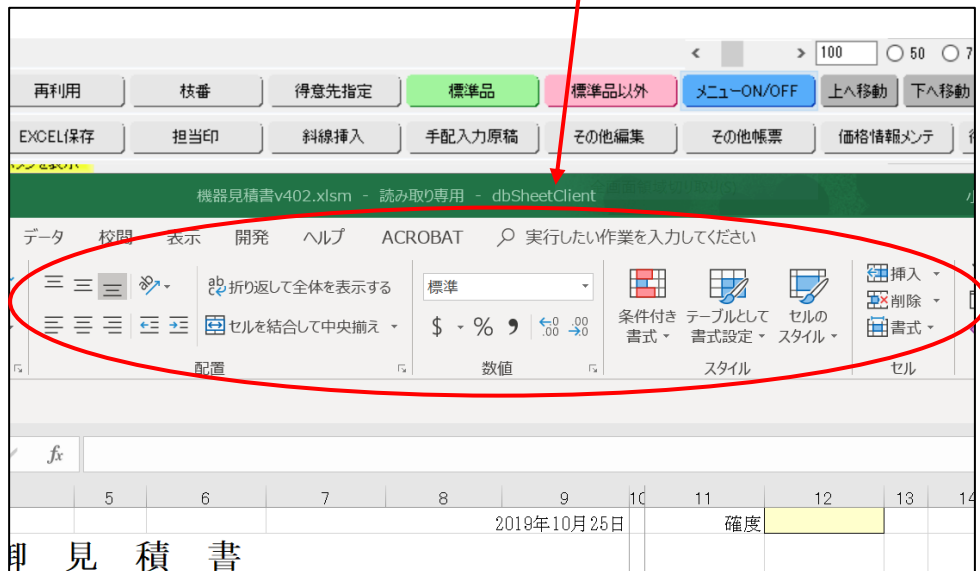 100 50 7
再利用 枝番 得意先指定 標準品 標準品以外 メニューON/OFF 上へ移動 下へ移動
EXCEL保存 担当印 斜線挿入 手配入力原稿 その他編集 その他帳票 価格情報メンテ
機器見積書v402.xlsm - 読み取り専用 - dbSheetClient
データ 校閲 表示 開発 ヘルプ ACROBAT 実行したい作業を入力してください
ab 折り返して全体を表示する 標準 条件付き書式 テーブルとして書式設定 セルのスタイル 挿入
削除
セルを結合して中央揃え $ % 書式
配置 数値 スタイル セル
fx
5 6 7 8 9 10 11 12 13 14
2019年10月25日 確度
御見積書